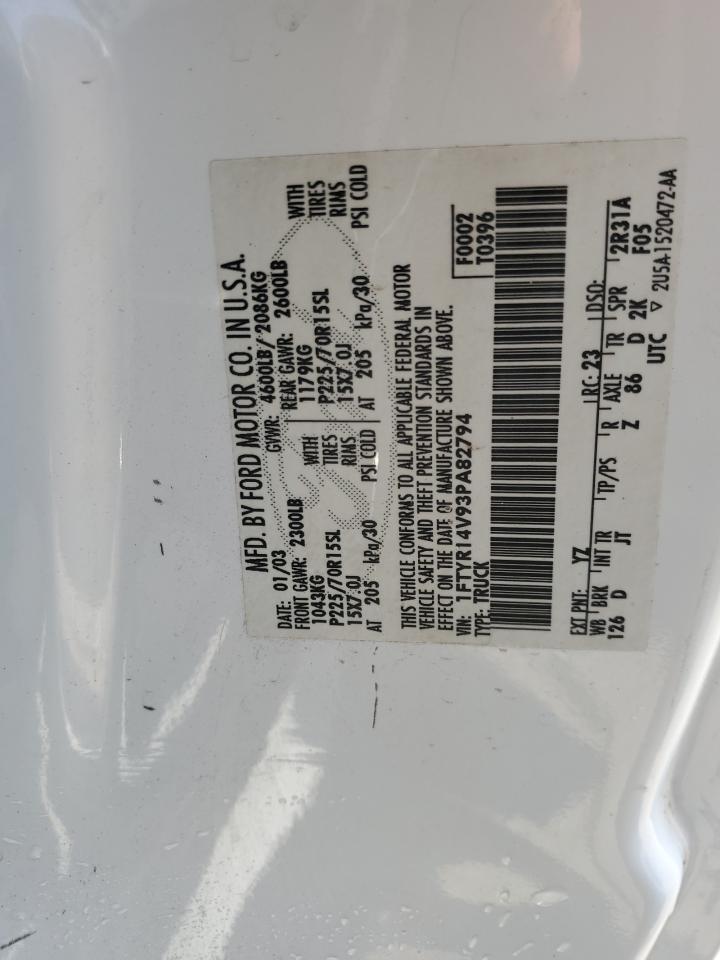 MFD. BY FORD MOTOR CO. IN U.S.A.
DATE: 01/03 GVWR: 4600LB/ 2086KG
FRONT GAWR: 2300LB REAR GAWR: 2600LB
1043KG WITH 1179KG WITH
P225/70R15SL TIRES P225/70R15SL TIRES
15X7.0J RIMS 15X7.0J RIMS
AT 205 kPa/30 PSI COLD AT 205 kPa/30 PSI COLD
THIS VEHICLE CONFORMS TO ALL APPLICABLE FEDERAL MOTOR
VEHICLE SAFETY AND THEFT PREVENTION STANDARDS IN
EFFECT ON THE DATE OF MANUFACTURE SHOWN ABOVE.
VIN: 1FTYR14V93PA82794 F0002
TYPE: TRUCK T0396
EXT PNT: YZ RC: 23 DSO:
WB BRK INT TR TP/PS R AXLE TR SPR 2R31A
126 D JT Z 86 D 2K F05
UTC ▽ 2U5A-1520472-AA